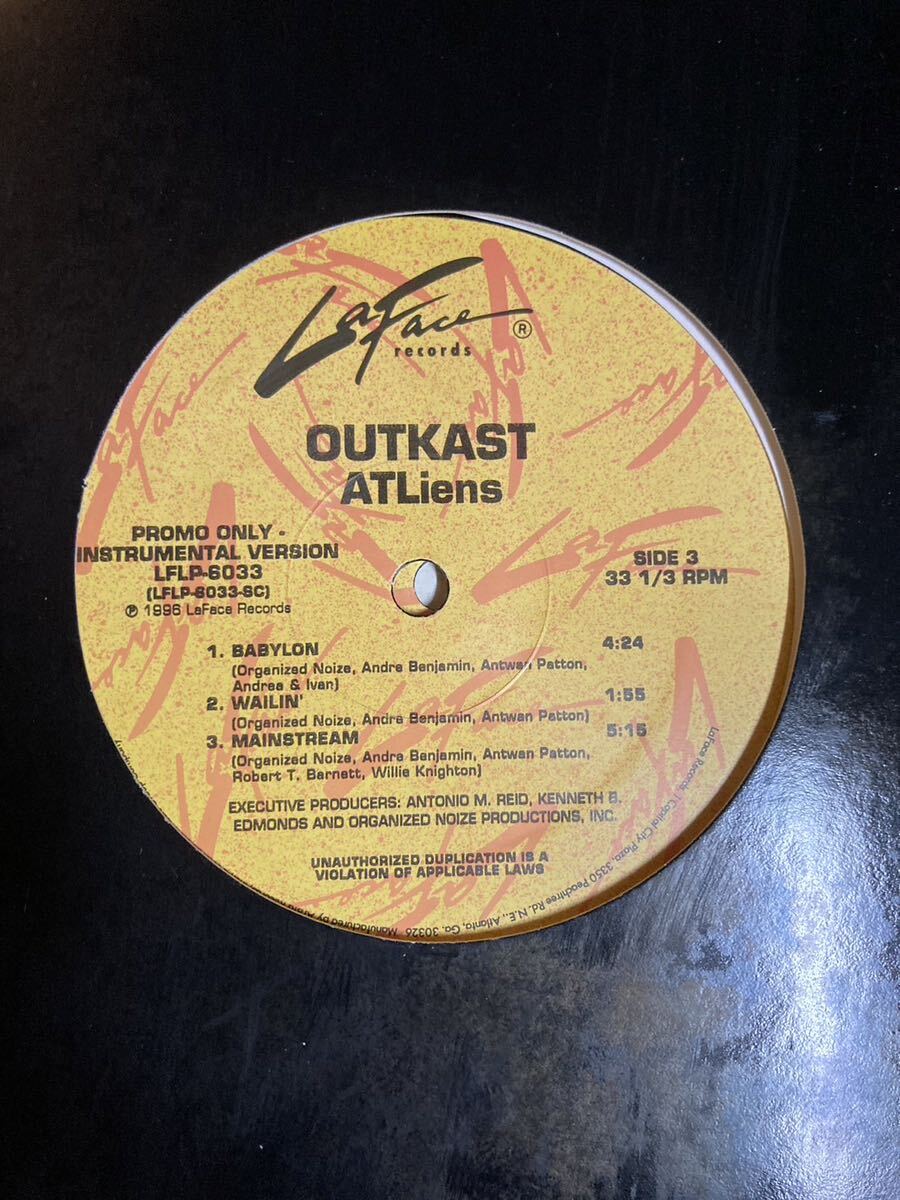 LaFace
records ®
OUTKAST
ATLiens
PROMO ONLY -
INSTRUMENTAL VERSION
LFLP-6033
(LFLP-6033-SC)
℗ 1996 LaFace Records
SIDE 3
33 1/3 RPM
1. BABYLON 4:24
(Organized Noize, Andre Benjamin, Antwan Patton,
Andrea & Ivan)
2. WAILIN' 1:55
(Organized Noize, Andre Benjamin, Antwan Patton)
3. MAINSTREAM 5:15
(Organized Noize, Andre Benjamin, Antwan Patton,
Robert T. Barnett, Willie Knighton)
EXECUTIVE PRODUCERS: ANTONIO M. REID, KENNETH B.
EDMONDS AND ORGANIZED NOIZE PRODUCTIONS, INC.
UNAUTHORIZED DUPLICATION IS A
VIOLATION OF APPLICABLE LAWS
LaFace Records, 1 Capital City Plaza, 3350 Peachtree Rd. N.E., Atlanta, Ga. 30326 Manufactured by